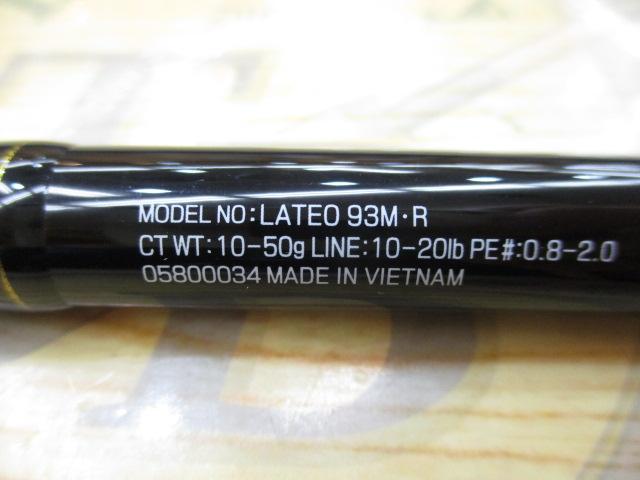 MODEL NO:LATEO 93M·R
CT WT:10-50g LINE:10-20lb PE#:0.8-2.0
05800034 MADE IN VIETNAM